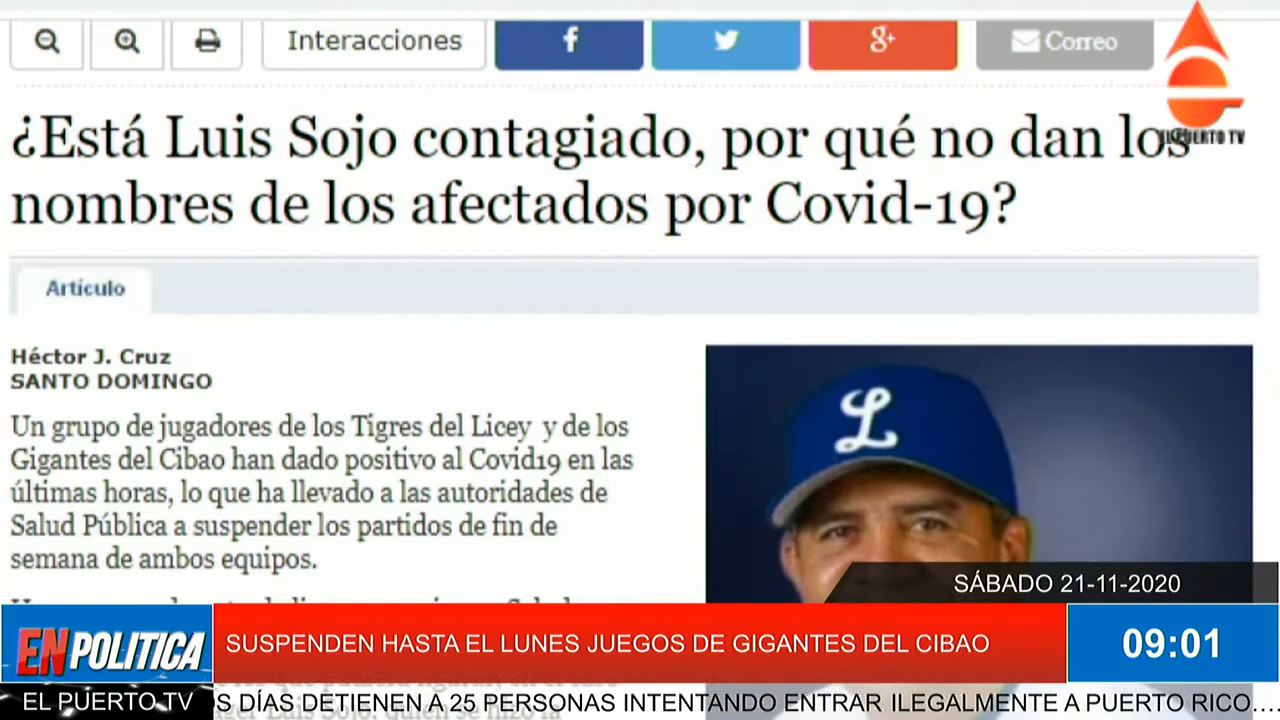 Interacciones
Correo
EL PUERTO TV
¿Está Luis Sojo contagiado, por qué no dan los
nombres de los afectados por Covid-19?
Artículo
Héctor J. Cruz
SANTO DOMINGO
Un grupo de jugadores de los Tigres del Licey y de los
Gigantes del Cibao han dado positivo al Covid19 en las
últimas horas, lo que ha llevado a las autoridades de
Salud Pública a suspender los partidos de fin de
semana de ambos equipos.
L
SÁBADO 21-11-2020
EN POLITICA
SUSPENDEN HASTA EL LUNES JUEGOS DE GIGANTES DEL CIBAO
09:01
EL PUERTO TV
OS DÍAS DETIENEN A 25 PERSONAS INTENTANDO ENTRAR ILEGALMENTE A PUERTO RICO....